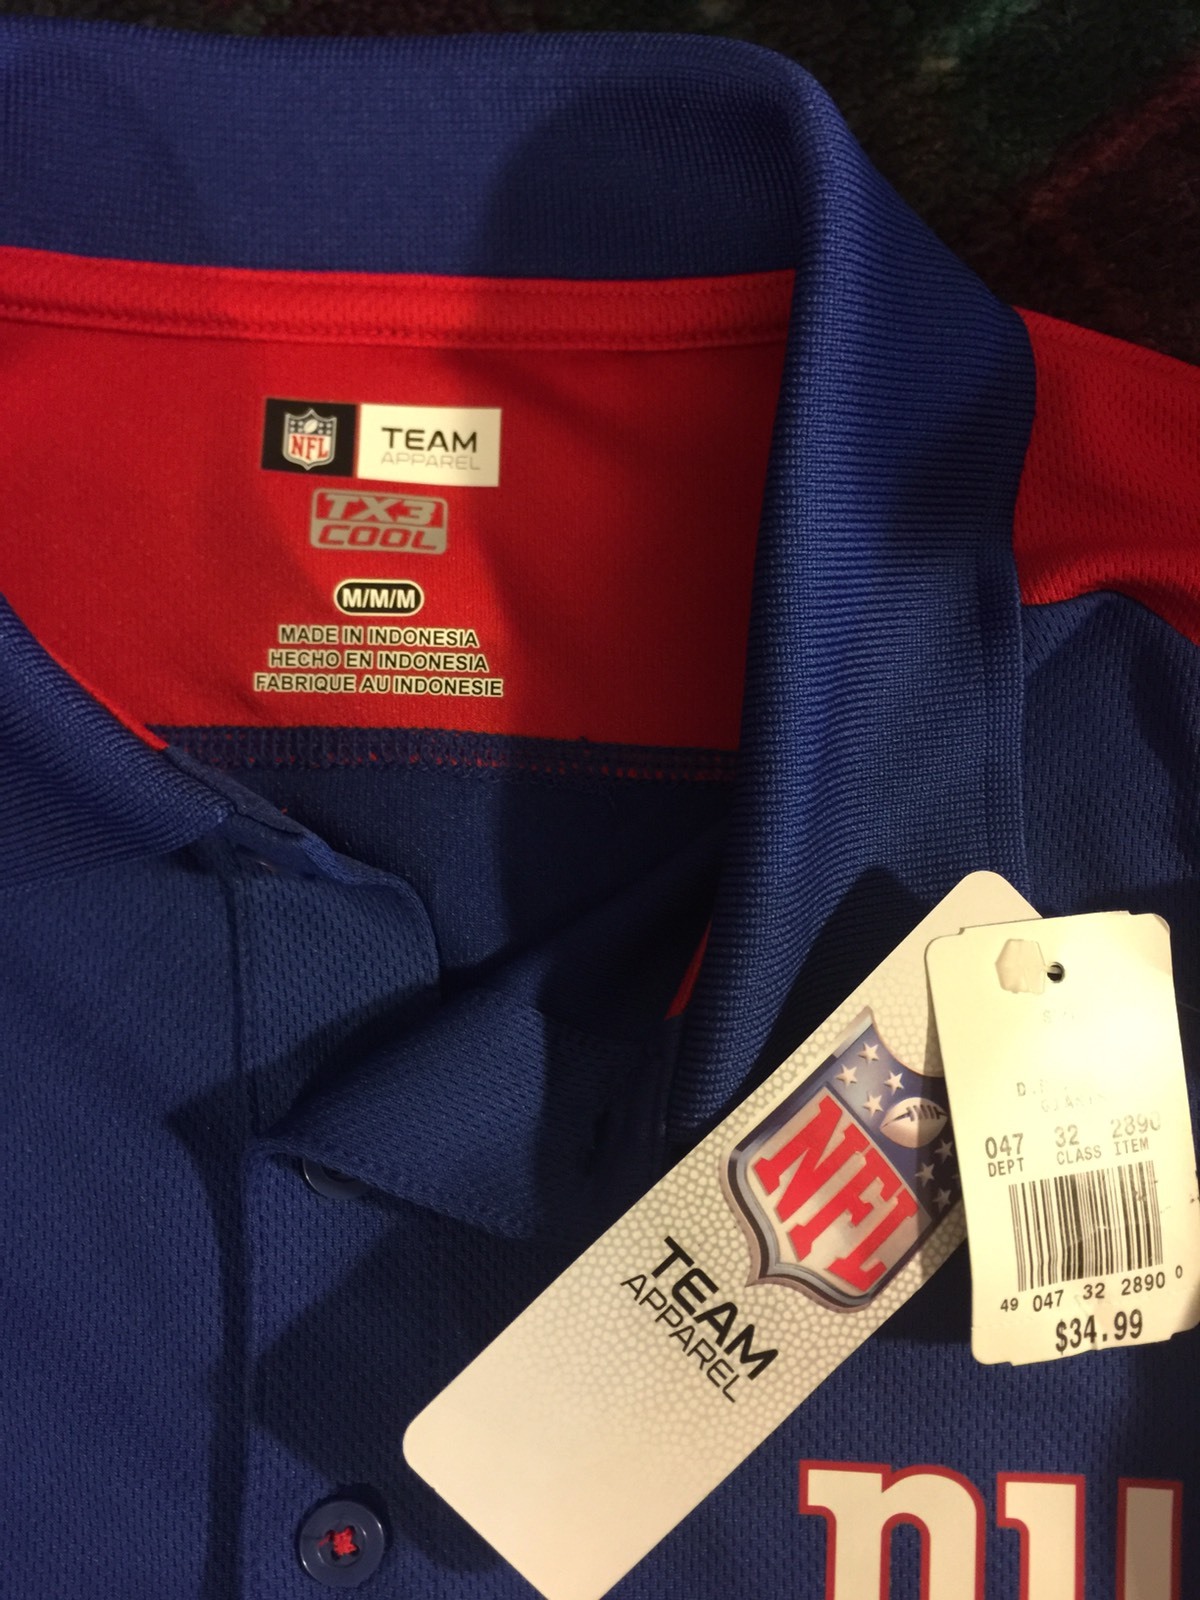 NFL
TEAM
APPAREL
TX3
COOL
M/M/M
MADE IN INDONESIA
HECHO EN INDONESIA
FABRIQUE AU INDONESIE
NFL
TEAM
APPAREL
047 32 2890
DEPT CLASS ITEM
49 047 32 2890 0
$34.99
ny